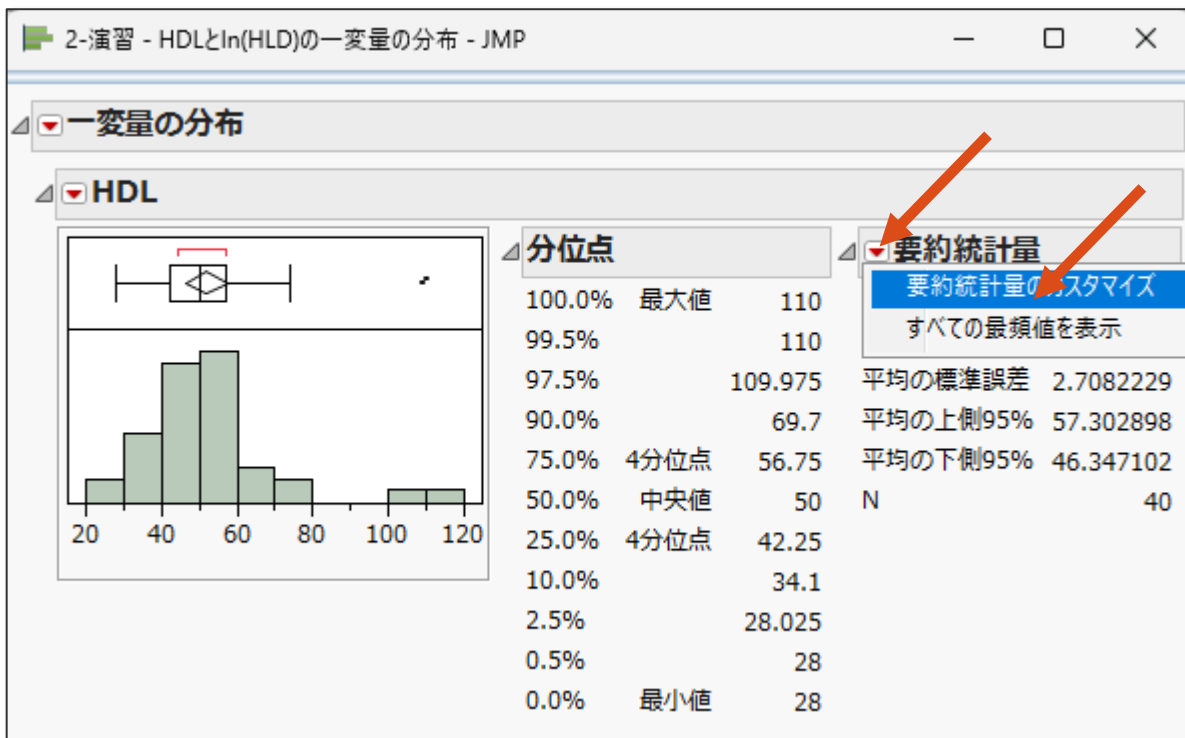 2-演習 - HDLとln(HLD)の一変量の分布 - JMP
一変量の分布
HDL
20 40 60 80 100 120
分位点
100.0% 最大値 110
99.5% 110
97.5% 109.975
90.0% 69.7
75.0% 4分位点 56.75
50.0% 中央値 50
25.0% 4分位点 42.25
10.0% 34.1
2.5% 28.025
0.5% 28
0.0% 最小値 28
要約統計量
要約統計量のカスタマイズ
すべての最頻値を表示
平均の標準誤差 2.7082229
平均の上側95% 57.302898
平均の下側95% 46.347102
N 40